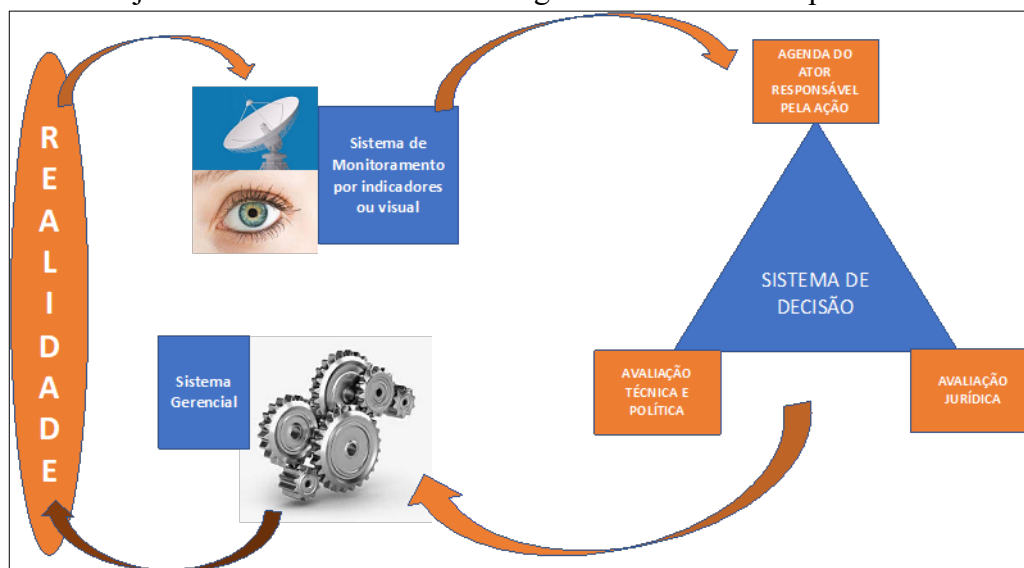 REALIDADE
Sistema de
Monitoramento
por indicadores
ou visual
AGENDA DO
ATOR
RESPONSÁVEL
PELA AÇÃO
SISTEMA DE
DECISÃO
AVALIAÇÃO
TÉCNICA E
POLÍTICA
AVALIAÇÃO
JURÍDICA
Sistema
Gerencial